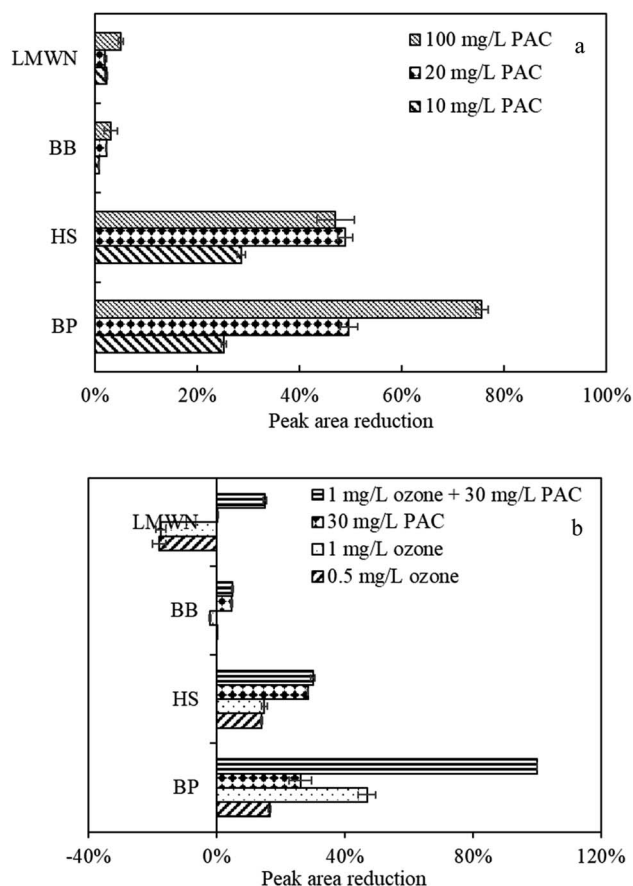 a
100 mg/L PAC
20 mg/L PAC
10 mg/L PAC
LMWN
BB
HS
BP
0% 20% 40% 60% 80% 100%
Peak area reduction
b
1 mg/L ozone + 30 mg/L PAC
30 mg/L PAC
1 mg/L ozone
0.5 mg/L ozone
LMWN
BB
HS
BP
-40% 0% 40% 80% 120%
Peak area reduction